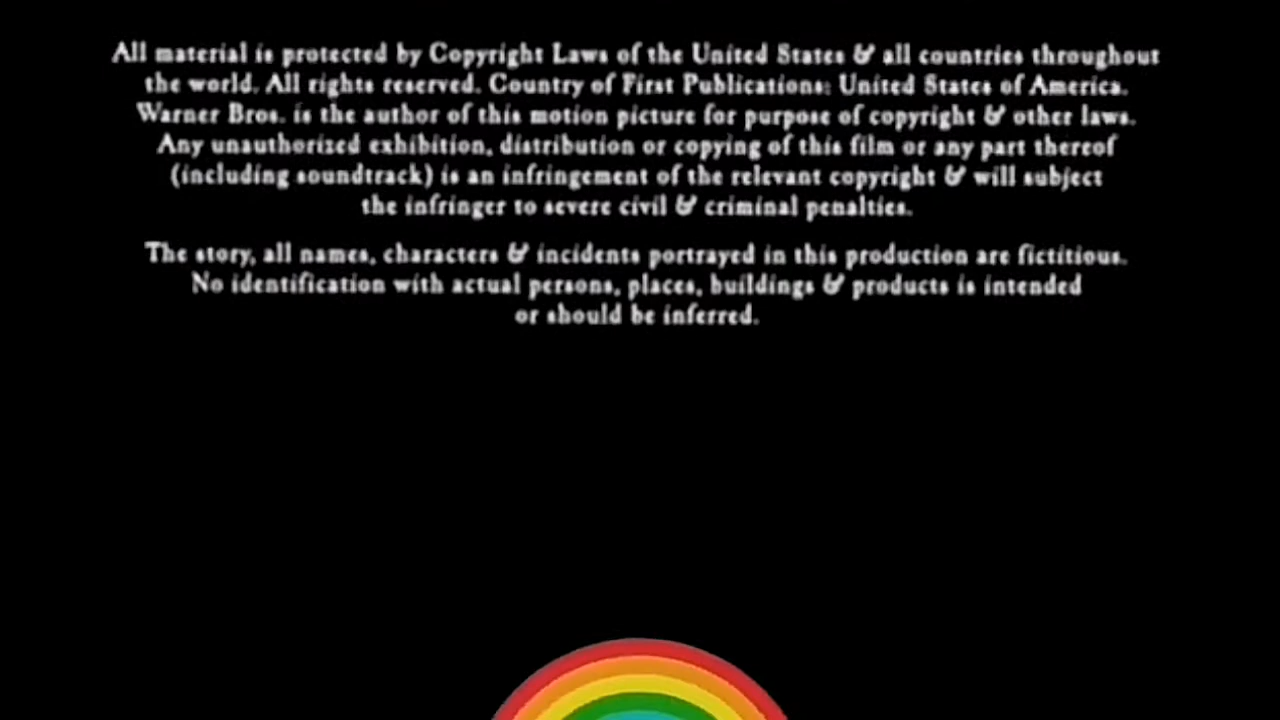 All material is protected by Copyright Laws of the United States & all countries throughout
the world. All rights reserved. Country of First Publications: United States of America.
Warner Bros. is the author of this motion picture for purpose of copyright & other laws.
Any unauthorized exhibition, distribution or copying of this film or any part thereof
(including soundtrack) is an infringement of the relevant copyright & will subject
the infringer to severe civil & criminal penalties.
The story, all names, characters & incidents portrayed in this production are fictitious.
No identification with actual persons, places, buildings & products is intended
or should be inferred.